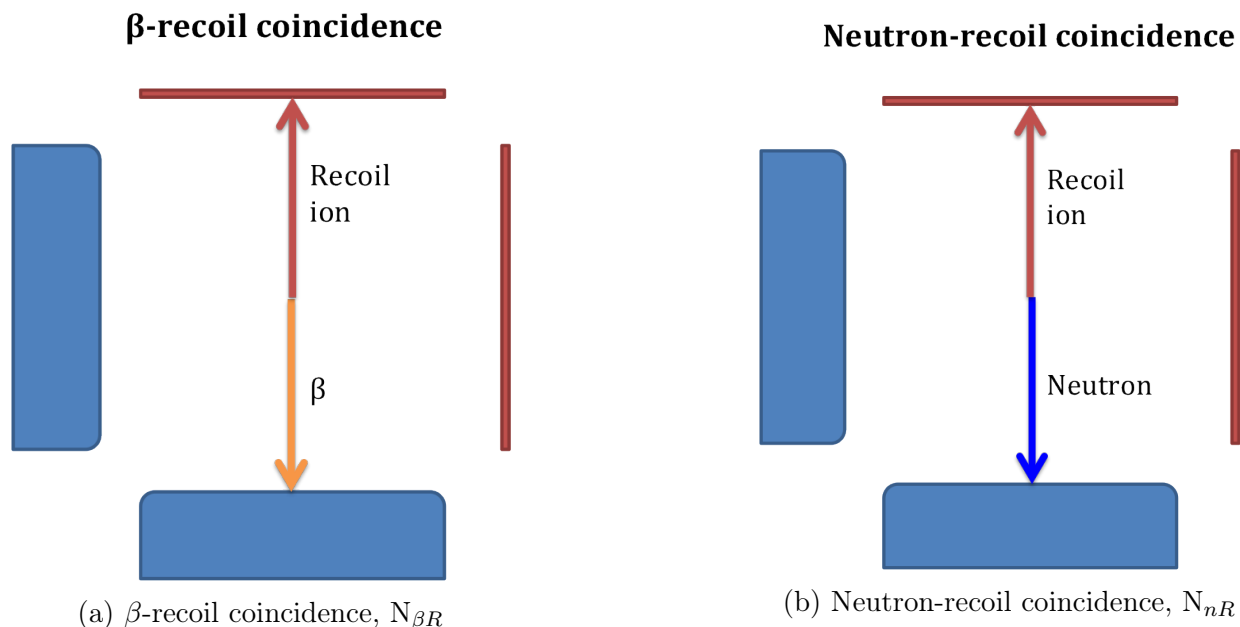 β-recoil coincidence
Recoil
ion
β
(a) β-recoil coincidence, N_{βR}
Neutron-recoil coincidence
Recoil
ion
Neutron
(b) Neutron-recoil coincidence, N_{nR}